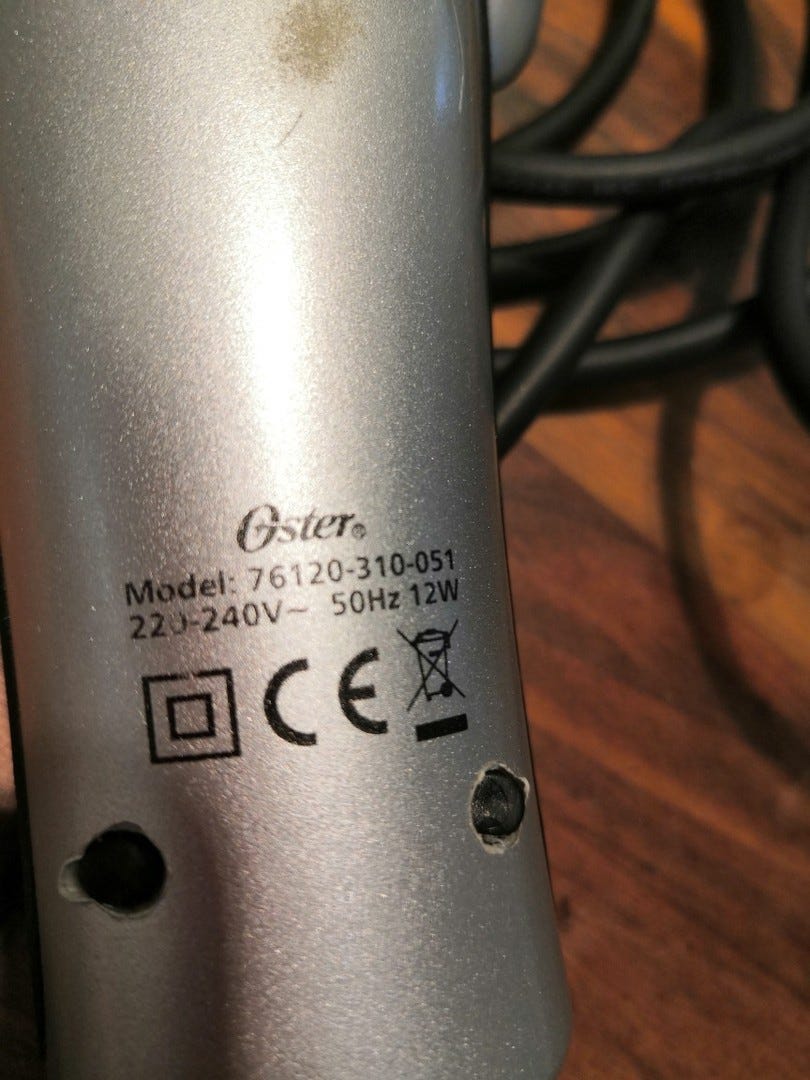 Oster®
Model: 76120-310-051
220-240V~ 50Hz 12W
CE